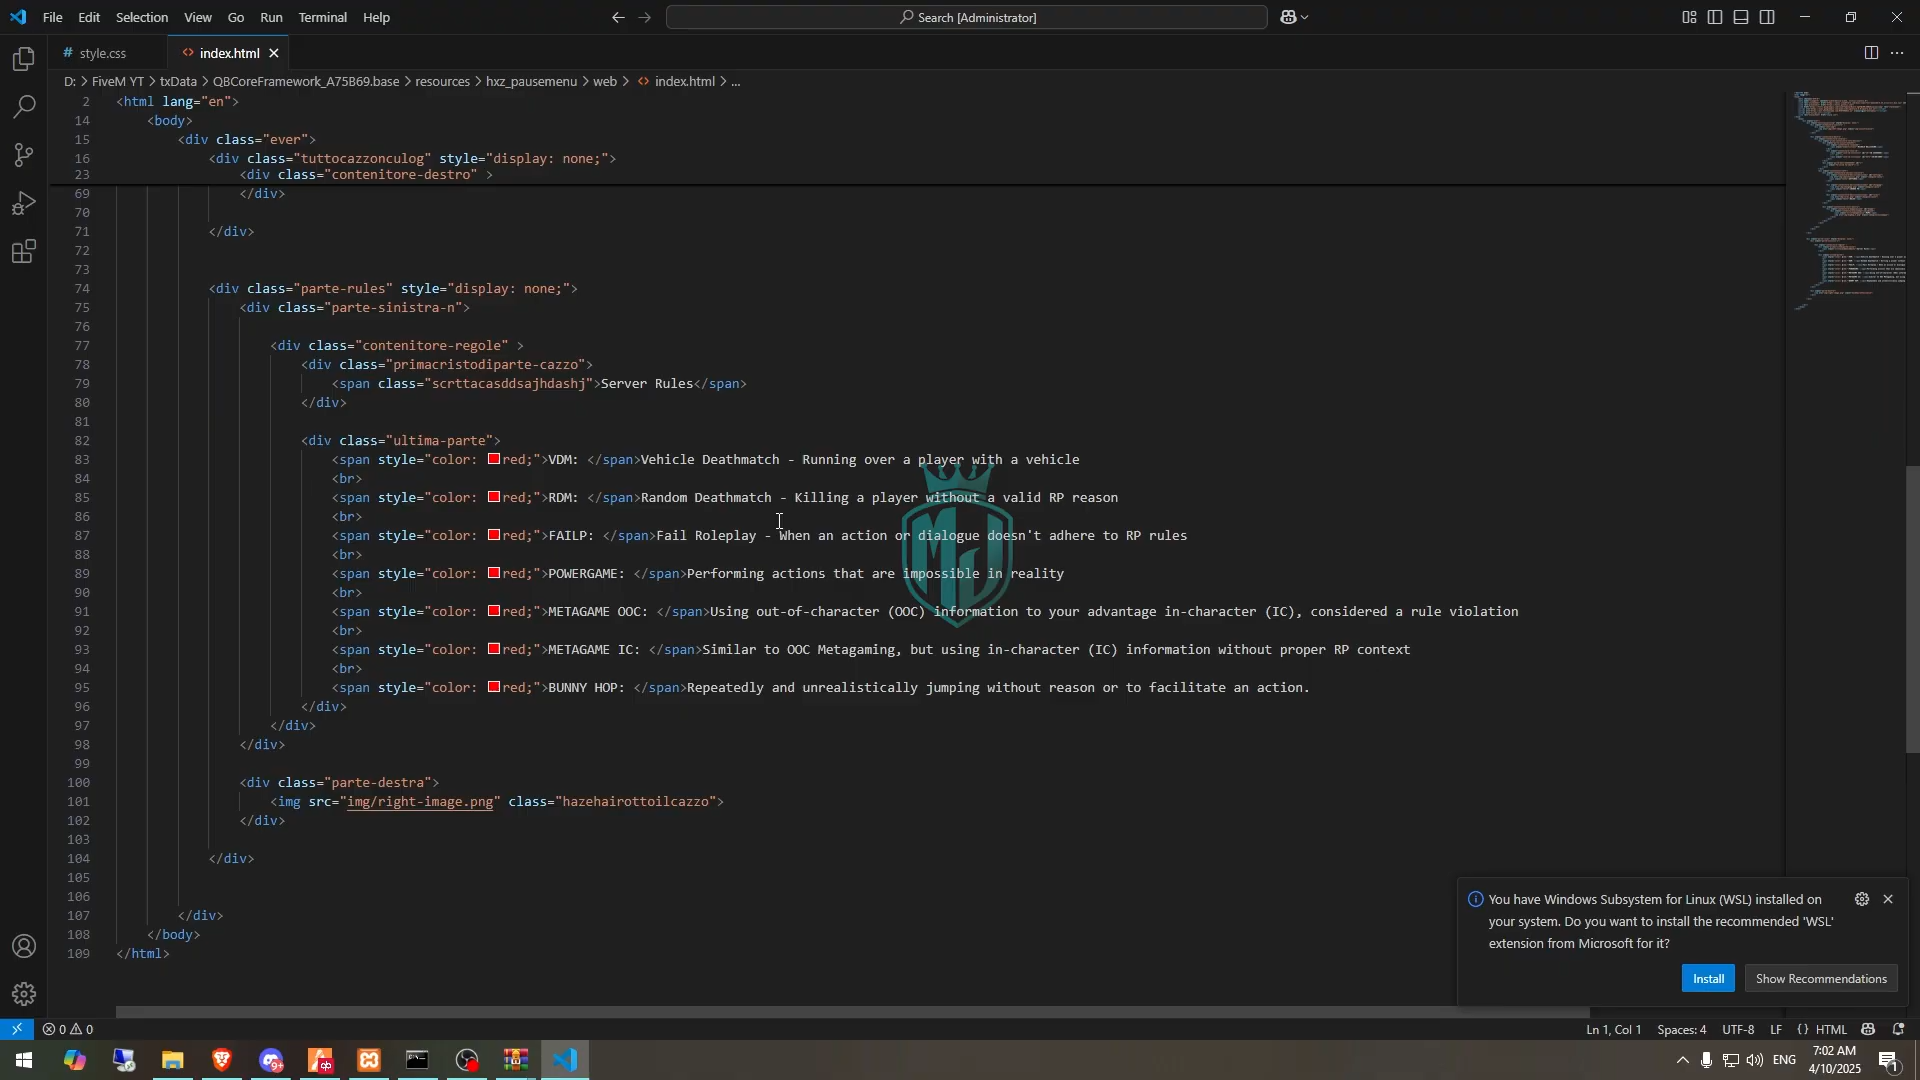 File Edit Selection View Go Run Terminal Help
Search [Administrator]
# style.css
<> index.html
D: > FiveM YT > txData > QBCoreFramework_A75B69.base > resources > hxz_pausemenu > web > <> index.html > ...
2 <html lang="en">
14 <body>
15 <div class="ever">
16 <div class="tuttocazzonculog" style="display: none;">
23 <div class="contenitore-destro" >
69 </div>
70
71 </div>
72
73
74 <div class="parte-rules" style="display: none;">
75 <div class="parte-sinistra-n">
76
77 <div class="contenitore-regole" >
78 <div class="primacristodiparte-cazzo">
79 <span class="scrttacasddsajhdashj">Server Rules</span>
80 </div>
81
82 <div class="ultima-parte">
83 <span style="color: red;">VDM: </span>Vehicle Deathmatch - Running over a player with a vehicle
84 <br>
85 <span style="color: red;">RDM: </span>Random Deathmatch - Killing a player without a valid RP reason
86 <br>
87 <span style="color: red;">FAILP: </span>Fail Roleplay - When an action or dialogue doesn't adhere to RP rules
88 <br>
89 <span style="color: red;">POWERGAME: </span>Performing actions that are impossible in reality
90 <br>
91 <span style="color: red;">METAGAME OOC: </span>Using out-of-character (OOC) information to your advantage in-character (IC), considered a rule violation
92 <br>
93 <span style="color: red;">METAGAME IC: </span>Similar to OOC Metagaming, but using in-character (IC) information without proper RP context
94 <br>
95 <span style="color: red;">BUNNY HOP: </span>Repeatedly and unrealistically jumping without reason or to facilitate an action.
96 </div>
97 </div>
98 </div>
99
100 <div class="parte-destra">
101 <img src="img/right-image.png" class="hazehairottoilcazzo">
102 </div>
103
104 </div>
105
106
107 </div>
108 </body>
109 </html>
You have Windows Subsystem for Linux (WSL) installed on
your system. Do you want to install the recommended 'WSL'
extension from Microsoft for it?
Install Show Recommendations
0 0
Ln 1, Col 1 Spaces: 4 UTF-8 LF {} HTML
9+
ENG
7:02 AM
4/10/2025
1